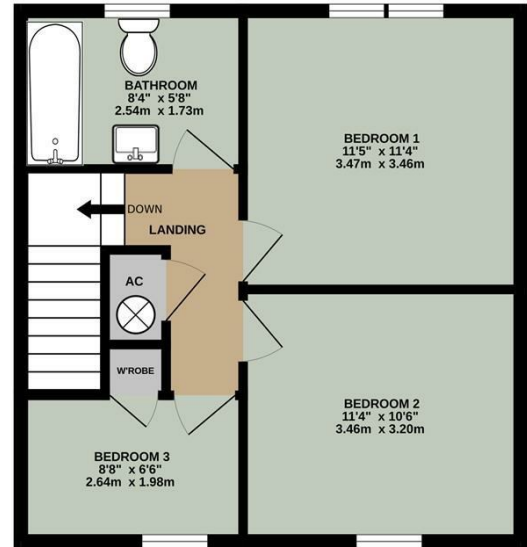 BATHROOM
8'4" x 5'8"
2.54m x 1.73m
BEDROOM 1
11'5" x 11'4"
3.47m x 3.46m
DOWN
LANDING
AC
W'ROBE
BEDROOM 2
11'4" x 10'6"
3.46m x 3.20m
BEDROOM 3
8'8" x 6'6"
2.64m x 1.98m